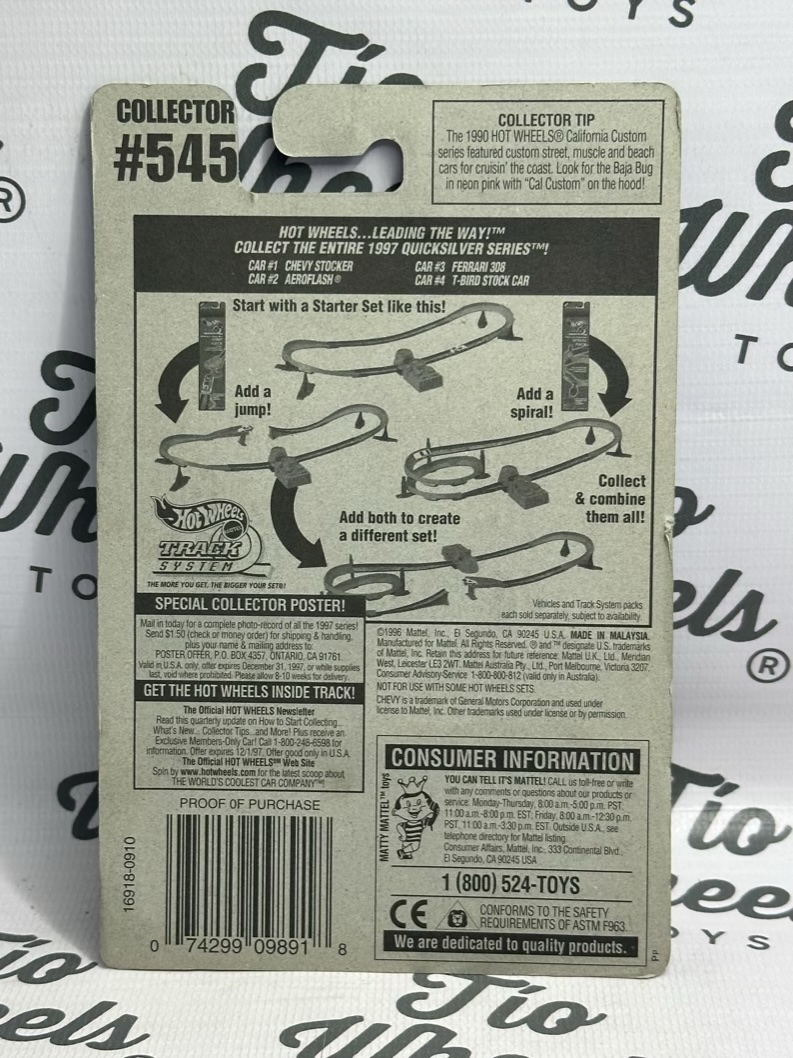 COLLECTOR
#545
COLLECTOR TIP
The 1990 HOT WHEELS® California Custom
series featured custom street, muscle and beach
cars for cruisin' the coast. Look for the Baja Bug
in neon pink with "Cal Custom" on the hood!
HOT WHEELS...LEADING THE WAY!™
COLLECT THE ENTIRE 1997 QUICKSILVER SERIES™!
CAR #1 CHEVY STOCKER
CAR #2 AEROFLASH®
CAR #3 FERRARI 308
CAR #4 T-BIRD STOCK CAR
Start with a Starter Set like this!
Add a
jump!
Add a
spiral!
Collect
& combine
them all!
Add both to create
a different set!
Hot Wheels
MATTEL
TRACK
SYSTEM
THE MORE YOU GET, THE BIGGER YOUR SETS!
Vehicles and Track System packs
each sold separately, subject to availability.
SPECIAL COLLECTOR POSTER!
Mail in today for a complete photo-record of all the 1997 series!
Send $1.50 (check or money order) for shipping & handling,
plus your name & mailing address to:
POSTER OFFER, P.O. BOX 4357, ONTARIO, CA 91761.
Valid in U.S.A. only, offer expires December 31, 1997, or while supplies
last, void where prohibited. Please allow 8-10 weeks for delivery.
GET THE HOT WHEELS INSIDE TRACK!
The Official HOT WHEELS Newsletter
Read this quarterly update on How to Start Collecting...
What's New... Collector Tips...and More! Plus receive an
Exclusive Members-Only Car! Call 1-800-248-6598 for
information. Offer expires 12/1/97. Offer good only in U.S.A.
The Official HOT WHEELS℠ Web Site
Spin by www.hotwheels.com for the latest scoop about
THE WORLD'S COOLEST CAR COMPANY™!
©1996 Mattel, Inc., El Segundo, CA 90245 U.S.A. MADE IN MALAYSIA.
Manufactured for Mattel. All Rights Reserved. ® and ™ designate U.S. trademarks
of Mattel, Inc. Retain this address for future reference: Mattel U.K., Ltd., Meridian
West, Leicester LE3 2WT. Mattel Australia Pty., Ltd., Port Melbourne, Victoria 3207.
Consumer Advisory Service 1-800-800-812 (valid only in Australia).
NOT FOR USE WITH SOME HOT WHEELS SETS.
CHEVY is a trademark of General Motors Corporation and used under
license to Mattel, Inc. Other trademarks used under license or by permission.
PROOF OF PURCHASE
16918-0910
0 74299 09891 8
CONSUMER INFORMATION
MATTY MATTEL™ toys
YOU CAN TELL IT'S MATTEL! CALL us toll-free or write
with any comments or questions about our products or
service. Monday-Thursday, 8:00 a.m.-5:00 p.m. PST,
11:00 a.m.-8:00 p.m. EST; Friday, 8:00 a.m.-12:30 p.m.
PST, 11:00 a.m.-3:30 p.m. EST. Outside U.S.A., see
telephone directory for Mattel listing.
Consumer Affairs, Mattel, Inc., 333 Continental Blvd.,
El Segundo, CA 90245 USA
1 (800) 524-TOYS
CE
CONFORMS TO THE SAFETY
REQUIREMENTS OF ASTM F963.
We are dedicated to quality products.
PP
Tio
Wheels
TOYS
®